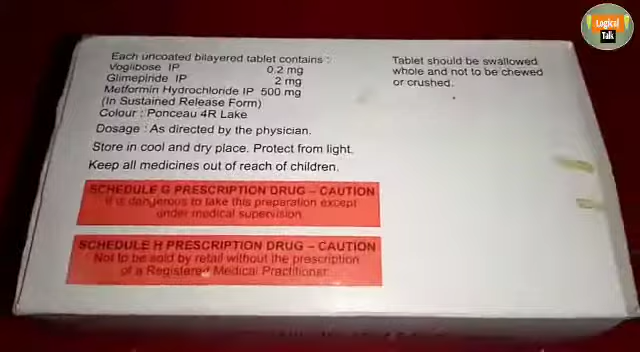 Logical
Talk
Each uncoated bilayered tablet contains :
Voglibose IP 0.2 mg
Glimepiride IP 2 mg
Metformin Hydrochloride IP 500 mg
(In Sustained Release Form)
Colour : Ponceau 4R Lake
Dosage : As directed by the physician.
Store in cool and dry place. Protect from light.
Keep all medicines out of reach of children.
Tablet should be swallowed
whole and not to be chewed
or crushed.
SCHEDULE G PRESCRIPTION DRUG – CAUTION
It is dangerous to take this preparation except
under medical supervision
SCHEDULE H PRESCRIPTION DRUG – CAUTION
Not to be sold by retail without the prescription
of a Registered Medical Practitioner.